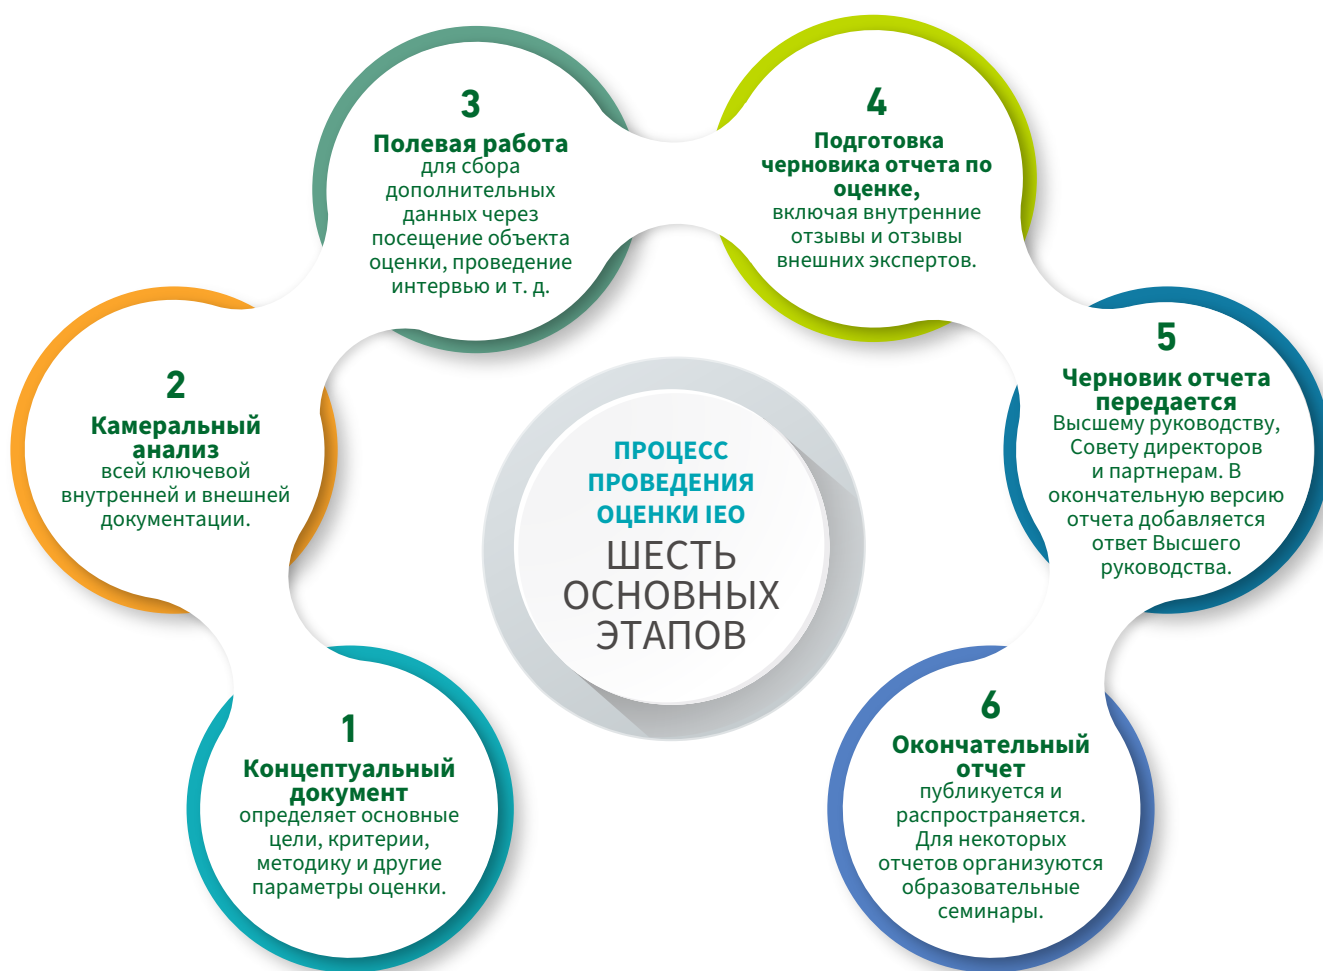 ПРОЦЕСС
ПРОВЕДЕНИЯ
ОЦЕНКИ IEO
ШЕСТЬ
ОСНОВНЫХ
ЭТАПОВ
1
Концептуальный
документ
определяет основные
цели, критерии,
методику и другие
параметры оценки.
2
Камеральный
анализ
всей ключевой
внутренней и внешней
документации.
3
Полевая работа
для сбора
дополнительных
данных через
посещение объекта
оценки, проведение
интервью и т. д.
4
Подготовка
черновика отчета по
оценке,
включая внутренние
отзывы и отзывы
внешних экспертов.
5
Черновик отчета
передается
Высшему руководству,
Совету директоров
и партнерам. В
окончательную версию
отчета добавляется
ответ Высшего
руководства.
6
Окончательный
отчет
публикуется и
распространяется.
Для некоторых
отчетов организуются
образовательные
семинары.